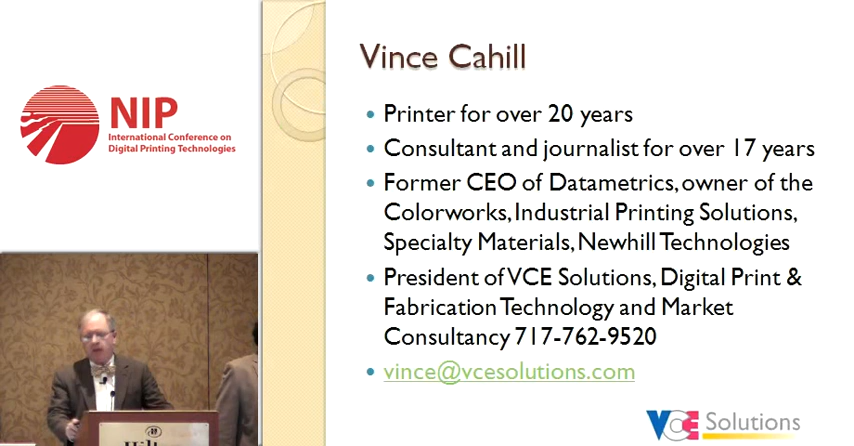 NIP
International Conference on
Digital Printing Technologies
Vince Cahill
Printer for over 20 years
Consultant and journalist for over 17 years
Former CEO of Datametrics, owner of the
Colorworks, Industrial Printing Solutions,
Specialty Materials, Newhill Technologies
President of VCE Solutions, Digital Print &
Fabrication Technology and Market
Consultancy 717-762-9520
vince@vcesolutions.com
VCE Solutions